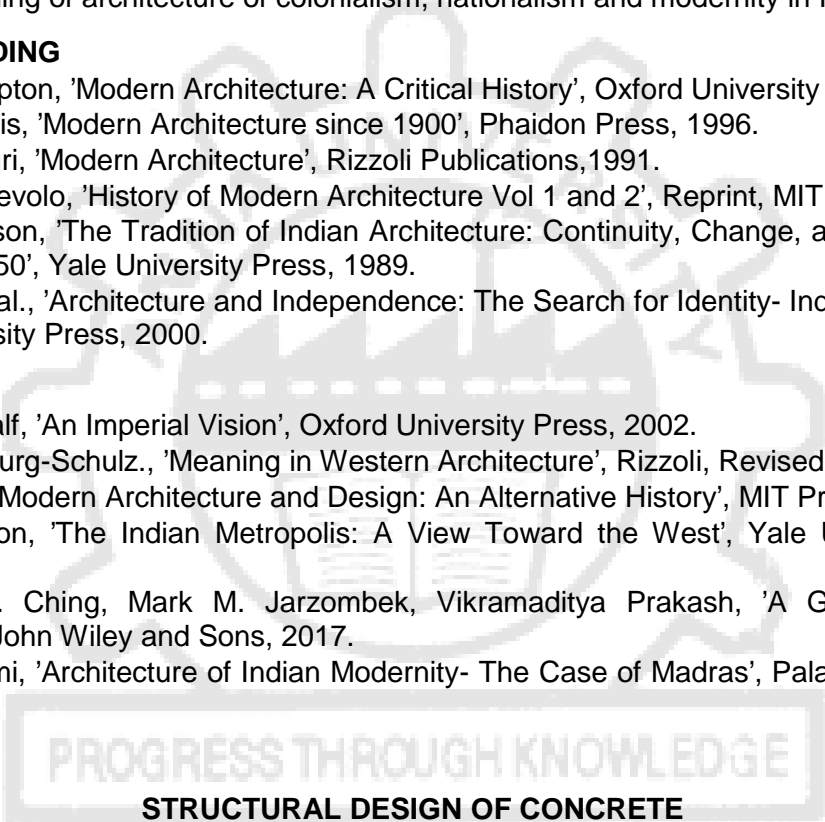 ing of architecture of colonialism, nationalism and modernity in
DING
pton, ’Modern Architecture: A Critical History’, Oxford University
is, ’Modern Architecture since 1900’, Phaidon Press, 1996.
ri, ’Modern Architecture’, Rizzoli Publications,1991.
evolo, ’History of Modern Architecture Vol 1 and 2’, Reprint, MIT
son, ’The Tradition of Indian Architecture: Continuity, Change, a
50’, Yale University Press, 1989.
al., ’Architecture and Independence: The Search for Identity- Ind
sity Press, 2000.
alf, ’An Imperial Vision’, Oxford University Press, 2002.
urg-Schulz., ’Meaning in Western Architecture’, Rizzoli, Revised
’Modern Architecture and Design: An Alternative History’, MIT Pr
on, ’The Indian Metropolis: A View Toward the West’, Yale U
. Ching, Mark M. Jarzombek, Vikramaditya Prakash, ’A G
John Wiley and Sons, 2017.
mi, ’Architecture of Indian Modernity- The Case of Madras’, Pala
PROGRESS THROUGH KNOWLEDGE
STRUCTURAL DESIGN OF CONCRETE